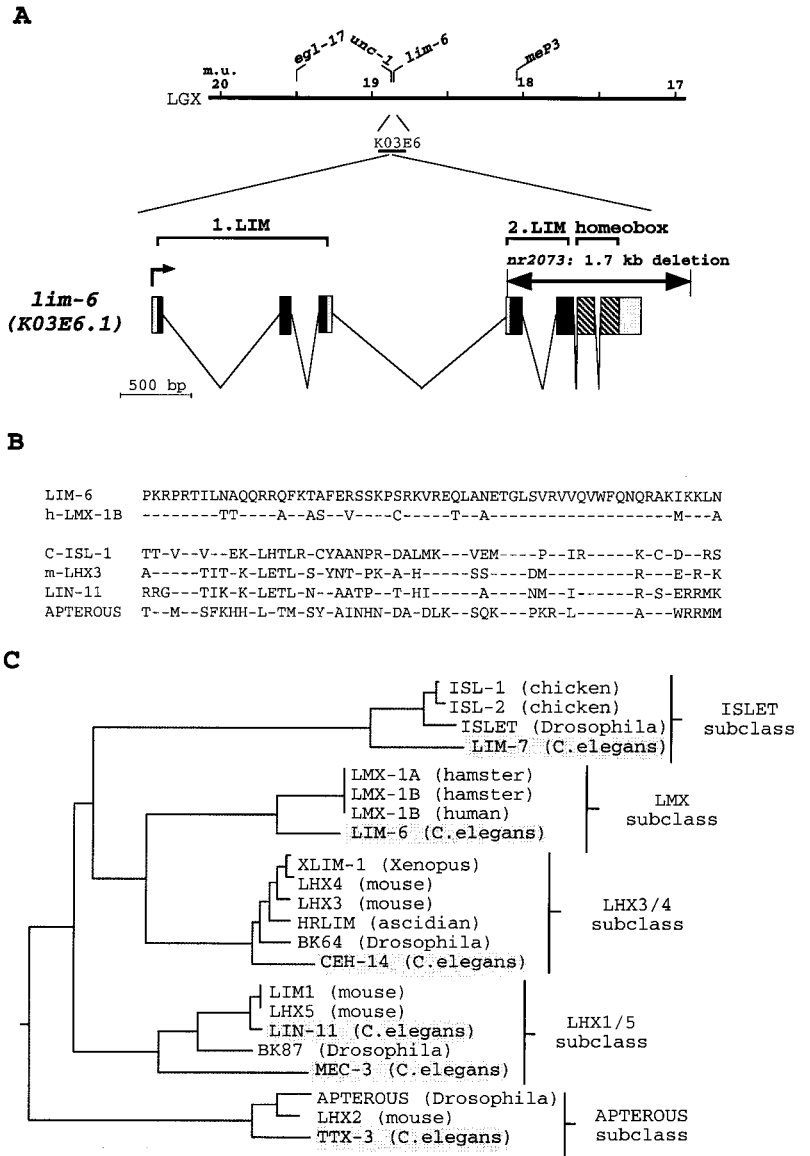 A
egl-17 unc-1 lim-6 meP3
m.u.
20 19 18 17
LGX
K03E6
1.LIM 2.LIM homeobox
nr2073: 1.7 kb deletion
lim-6
(K03E6.1)
500 bp
B
LIM-6 PKRPRTILNAQQRRQFKTAFERSSKPSRKVREQLANETGLSVRVVQVWFQNQRAKIKKLN
h-LMX-1B --------TT----A--AS--V----C-----T--A-------------------M---A
C-ISL-1 TT-V--V--EK-LHTLR-CYAANPR-DALMK---VEM----P--IR-----K-C-D--RS
m-LHX3 A-----TIT-K-LETL-S-YNT-PK-A-H-----SS----DM---------R---E-R-K
LIN-11 RRG---TIK-K-LETL-N--AATP--T-HI-----A----NM--I------R-S-ERRMK
APTEROUS T--M--SFKHH-L-TM-SY-AINHN-DA-DLK--SQK---PKR-L------A---WRRMM
C
ISL-1 (chicken)
ISL-2 (chicken)
ISLET (Drosophila)
LIM-7 (C.elegans)
ISLET
subclass
LMX-1A (hamster)
LMX-1B (hamster)
LMX-1B (human)
LIM-6 (C.elegans)
LMX
subclass
XLIM-1 (Xenopus)
LHX4 (mouse)
LHX3 (mouse)
HRLIM (ascidian)
BK64 (Drosophila)
CEH-14 (C.elegans)
LHX3/4
subclass
LIM1 (mouse)
LHX5 (mouse)
LIN-11 (C.elegans)
BK87 (Drosophila)
MEC-3 (C.elegans)
LHX1/5
subclass
APTEROUS (Drosophila)
LHX2 (mouse)
TTX-3 (C.elegans)
APTEROUS
subclass